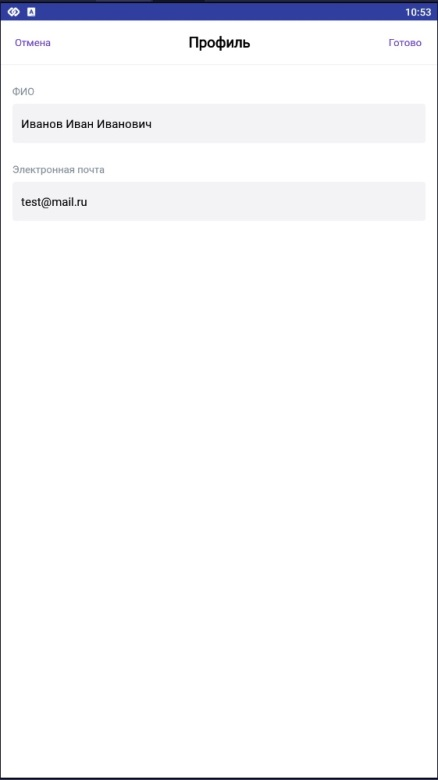 10:53
Отмена Профиль Готово
ФИО
Иванов Иван Иванович
Электронная почта
test@mail.ru